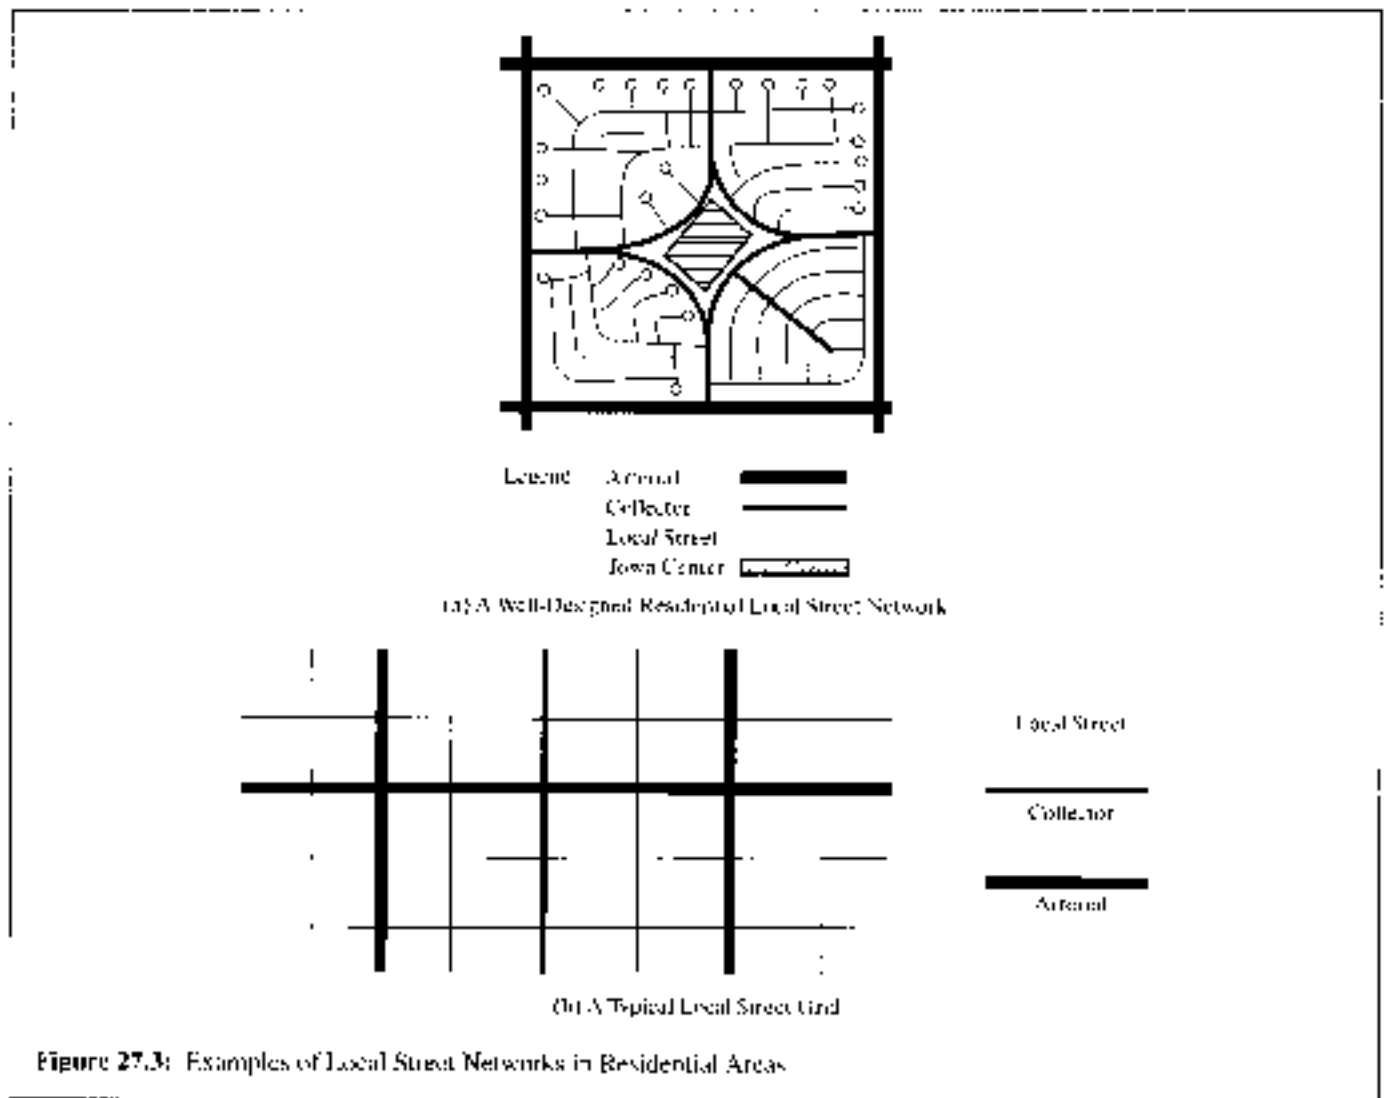 Legend Arterial
Collector
Local Street
Town Center
(a) A Well-Designed Residential Local Street Network
Local Street
Collector
Arterial
(b) A Typical Local Street Grid
Figure 27.3: Examples of Local Street Networks in Residential Areas